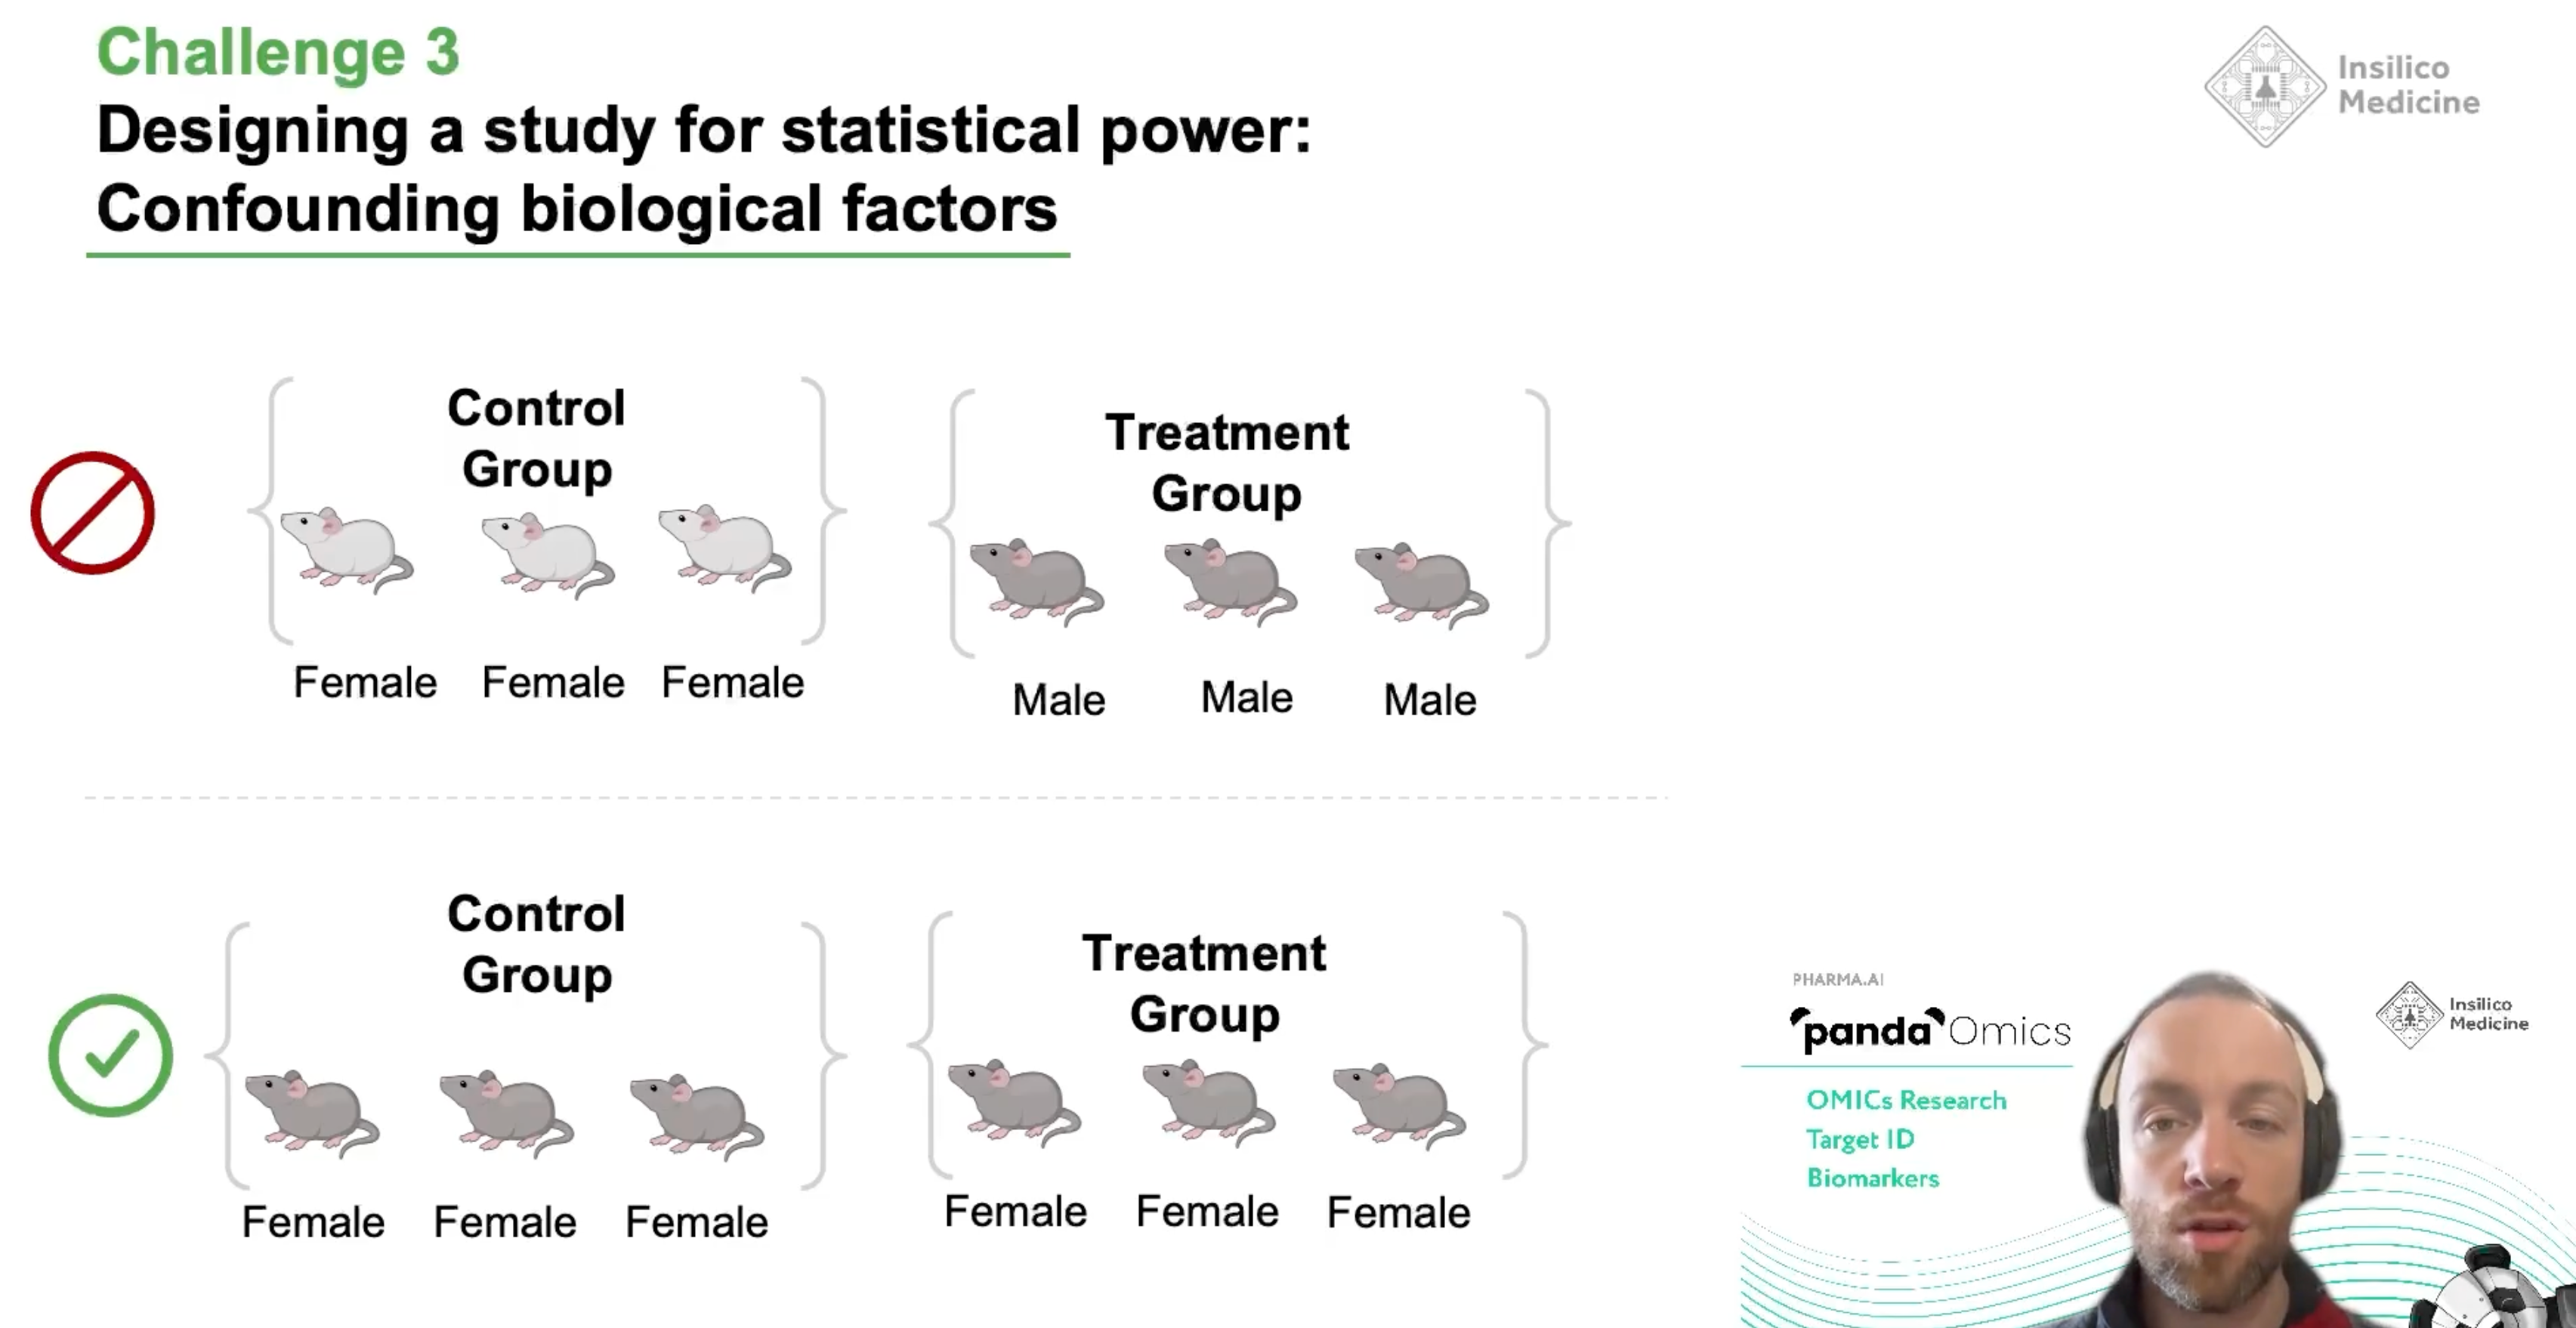 Challenge 3
Designing a study for statistical power:
Confounding biological factors
Insilico
Medicine
Control
Group
Treatment
Group
Female Female Female
Male Male Male
Control
Group
Treatment
Group
Female Female Female
Female Female Female
PHARMA.AI
panda Omics
Insilico
Medicine
OMICs Research
Target ID
Biomarkers